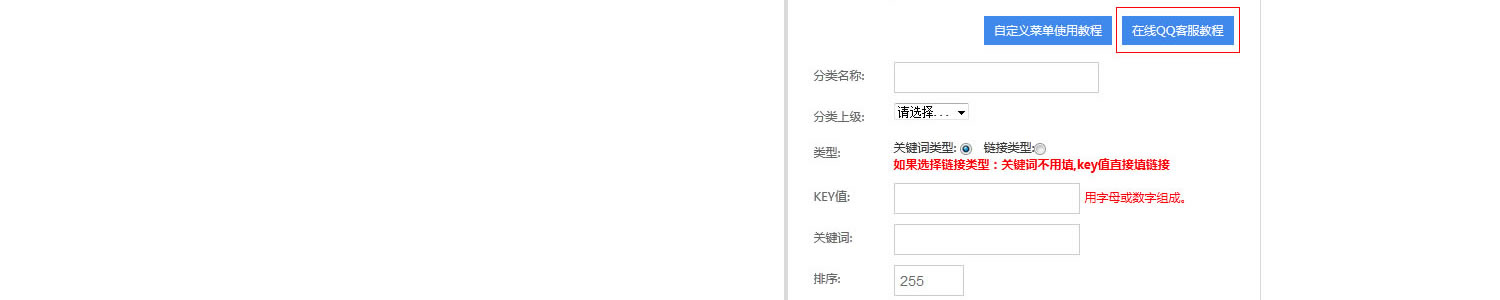 自定义菜单使用教程 在线QQ客服教程
分类名称:
分类上级: 请选择...
类型: 关键词类型: 链接类型:
如果选择链接类型：关键词不用填,key值直接填链接
KEY值: 用字母或数字组成。
关键词:
排序: 255